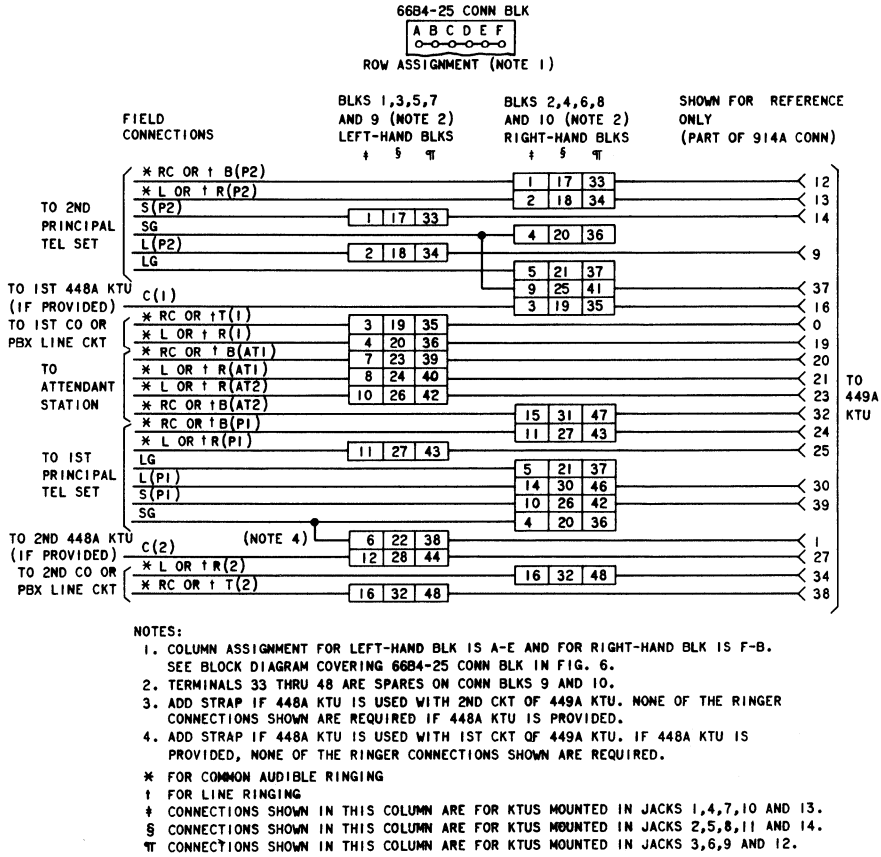 66B4-25 CONN BLK
A B C D E F
ROW ASSIGNMENT (NOTE 1)
FIELD CONNECTIONS
BLKS 1,3,5,7 AND 9 (NOTE 2) LEFT-HAND BLKS
BLKS 2,4,6,8 AND 10 (NOTE 2) RIGHT-HAND BLKS
SHOWN FOR REFERENCE ONLY (PART OF 914A CONN)
‡ § ¶ ‡ § ¶
TO 2ND PRINCIPAL TEL SET
* RC OR † B(P2) 1 17 33 12
* L OR † R(P2) 2 18 34 13
S(P2) 1 17 33 14
SG 4 20 36
L(P2) 2 18 34 9
LG 5 21 37
9 25 41 37
TO 1ST 448A KTU (IF PROVIDED)
C(1) 3 19 35 16
TO 1ST CO OR PBX LINE CKT
* RC OR †T(1) 3 19 35 0
* L OR † R(1) 4 20 36 19
TO ATTENDANT STATION
* RC OR † B(AT1) 7 23 39 20
* L OR † R(AT1) 8 24 40 21
* L OR † R(AT2) 10 26 42 23
* RC OR †B(AT2) 15 31 47 32
TO 1ST PRINCIPAL TEL SET
* RC OR †B(P1) 11 27 43 24
* L OR †R(P1) 11 27 43 25
LG 5 21 37
L(P1) 14 30 46 30
S(P1) 10 26 42 39
SG 4 20 36
(NOTE 4) 6 22 38 1
TO 2ND 448A KTU (IF PROVIDED)
C(2) 12 28 44 27
TO 2ND CO OR PBX LINE CKT
* L OR †R(2) 16 32 48 34
* RC OR † T(2) 16 32 48 38
TO 449A KTU
NOTES:
1. COLUMN ASSIGNMENT FOR LEFT-HAND BLK IS A-E AND FOR RIGHT-HAND BLK IS F-B.
SEE BLOCK DIAGRAM COVERING 66B4-25 CONN BLK IN FIG. 6.
2. TERMINALS 33 THRU 48 ARE SPARES ON CONN BLKS 9 AND 10.
3. ADD STRAP IF 448A KTU IS USED WITH 2ND CKT OF 449A KTU. NONE OF THE RINGER
CONNECTIONS SHOWN ARE REQUIRED IF 448A KTU IS PROVIDED.
4. ADD STRAP IF 448A KTU IS USED WITH 1ST CKT OF 449A KTU. IF 448A KTU IS
PROVIDED, NONE OF THE RINGER CONNECTIONS SHOWN ARE REQUIRED.
* FOR COMMON AUDIBLE RINGING
† FOR LINE RINGING
‡ CONNECTIONS SHOWN IN THIS COLUMN ARE FOR KTUS MOUNTED IN JACKS 1,4,7,10 AND 13.
§ CONNECTIONS SHOWN IN THIS COLUMN ARE FOR KTUS MOUNTED IN JACKS 2,5,8,11 AND 14.
¶ CONNECTIONS SHOWN IN THIS COLUMN ARE FOR KTUS MOUNTED IN JACKS 3,6,9 AND 12.